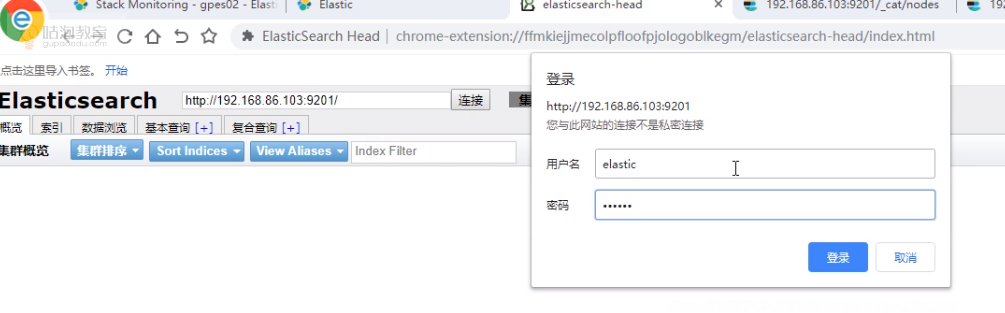 Stack Monitoring - gpes02 - Elasti
Elastic
elasticsearch-head
192.168.86.103:9201/_cat/nodes
192
咕泡教室
gupaoedu.com
ElasticSearch Head
chrome-extension://ffmkiejjmecolpfloofpjologoblkegm/elasticsearch-head/index.html
点击这里导入书签。 开始
Elasticsearch
http://192.168.86.103:9201/
连接
集
概览
索引
数据浏览
基本查询 [+]
复合查询 [+]
集群概览
集群排序
Sort Indices
View Aliases
Index Filter
登录
http://192.168.86.103:9201
您与此网站的连接不是私密连接
用户名
elastic
密码
••••••
登录
取消